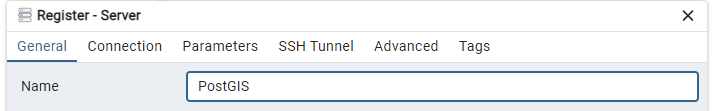 Register - Server
General Connection Parameters SSH Tunnel Advanced Tags
Name PostGIS